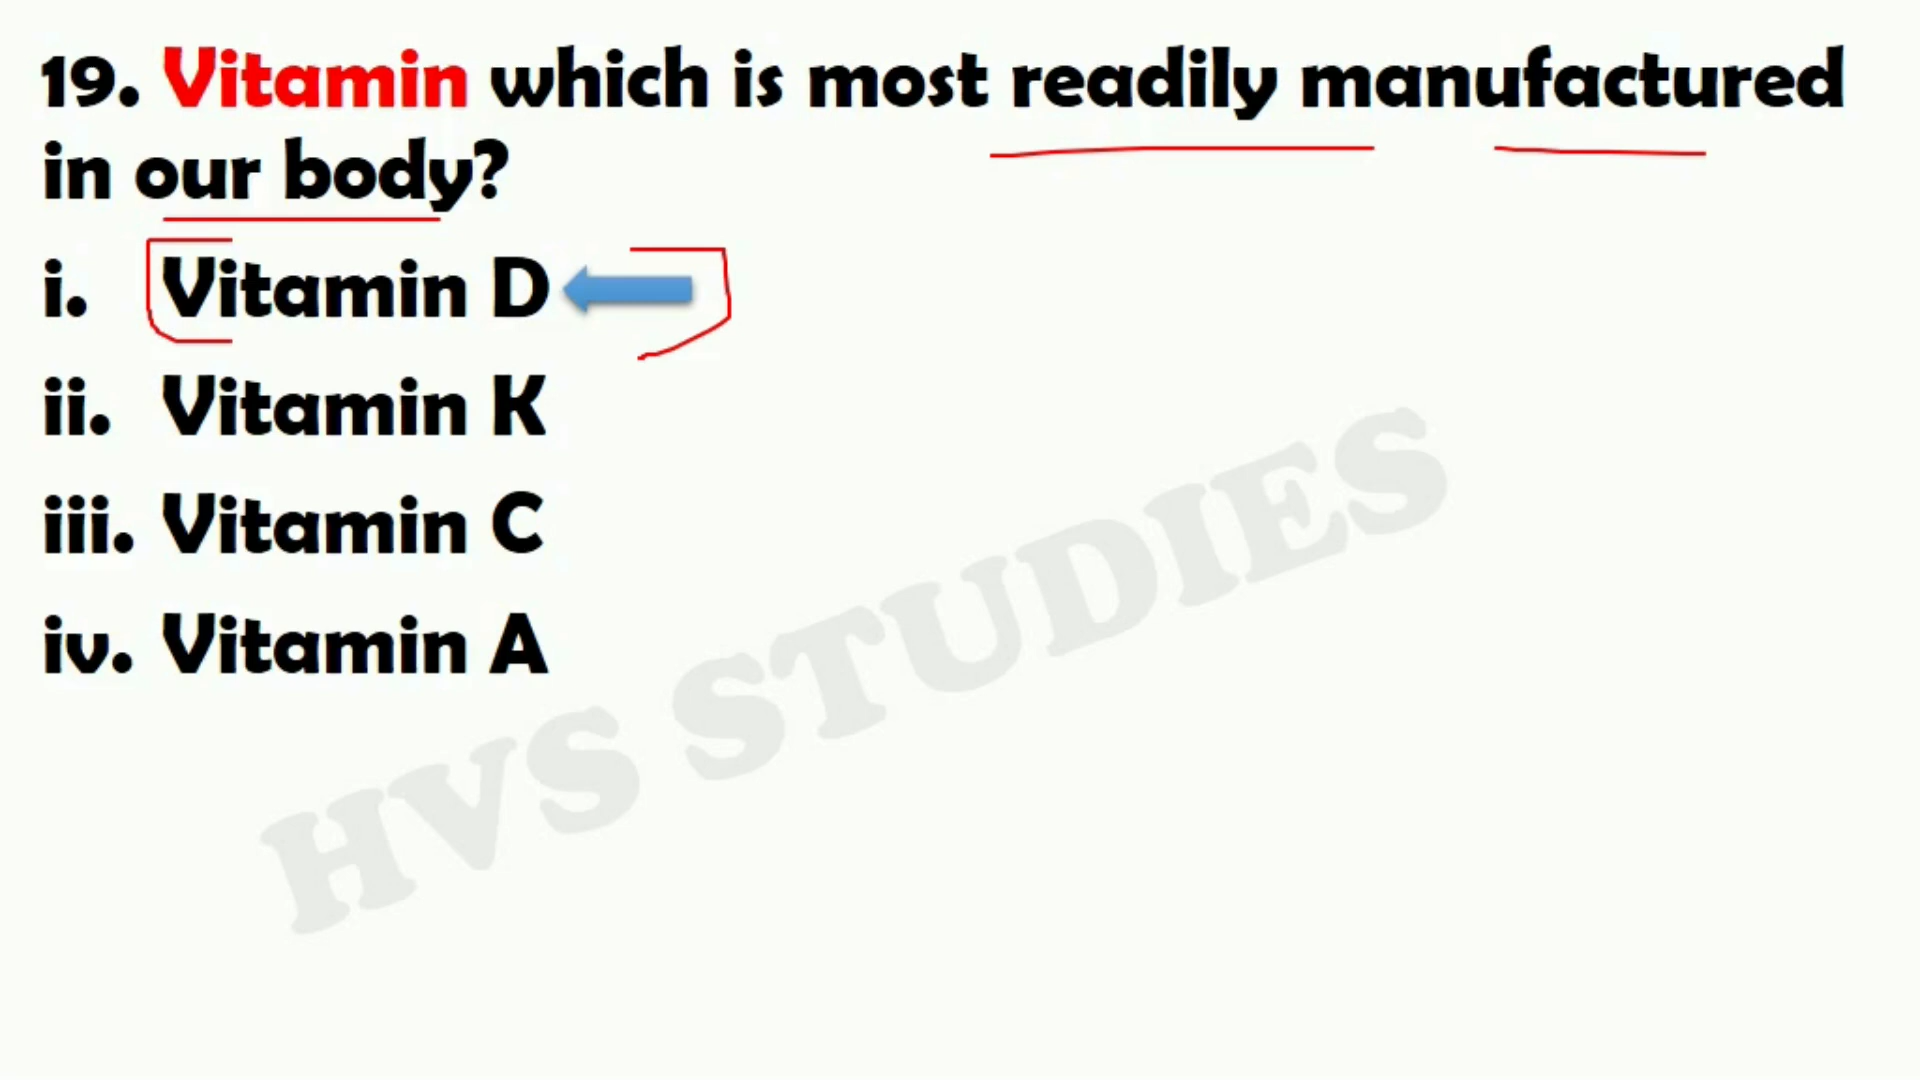 19. Vitamin which is most readily manufactured
in our body?
i. Vitamin D
ii. Vitamin K
iii. Vitamin C
iv. Vitamin A
HVS STUDIES